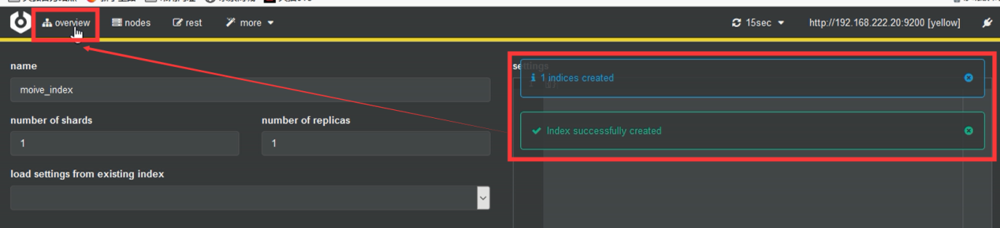 overview
nodes
rest
more
15sec
http://192.168.222.20:9200 [yellow]
name
moive_index
number of shards
number of replicas
1
1
load settings from existing index
settings
1 indices created
Index successfully created